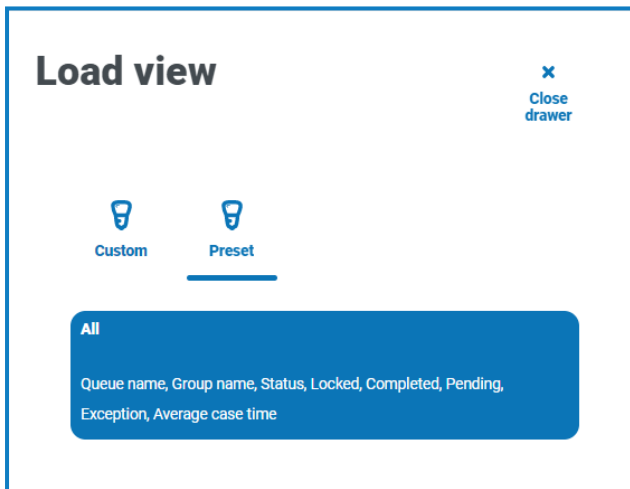 Load view
Close
drawer
Custom
Preset
All
Queue name, Group name, Status, Locked, Completed, Pending,
Exception, Average case time